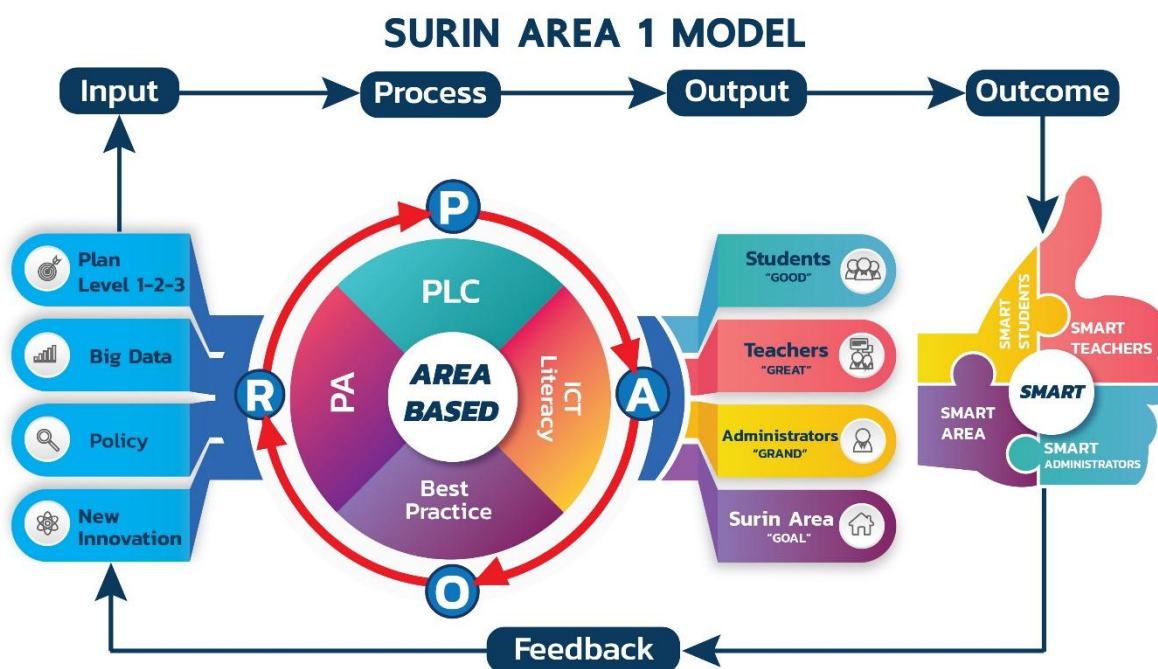 SURIN AREA 1 MODEL
Input
Process
Output
Outcome
Plan
Level 1-2-3
Big Data
Policy
New
Innovation
P
A
O
R
PLC
ICT
Literacy
Best
Practice
PA
AREA
BASED
Students
"GOOD"
Teachers
"GREAT"
Administrators
"GRAND"
Surin Area
"GOAL"
SMART
STUDENTS
SMART
TEACHERS
SMART
AREA
SMART
SMART
ADMINISTRATORS
Feedback